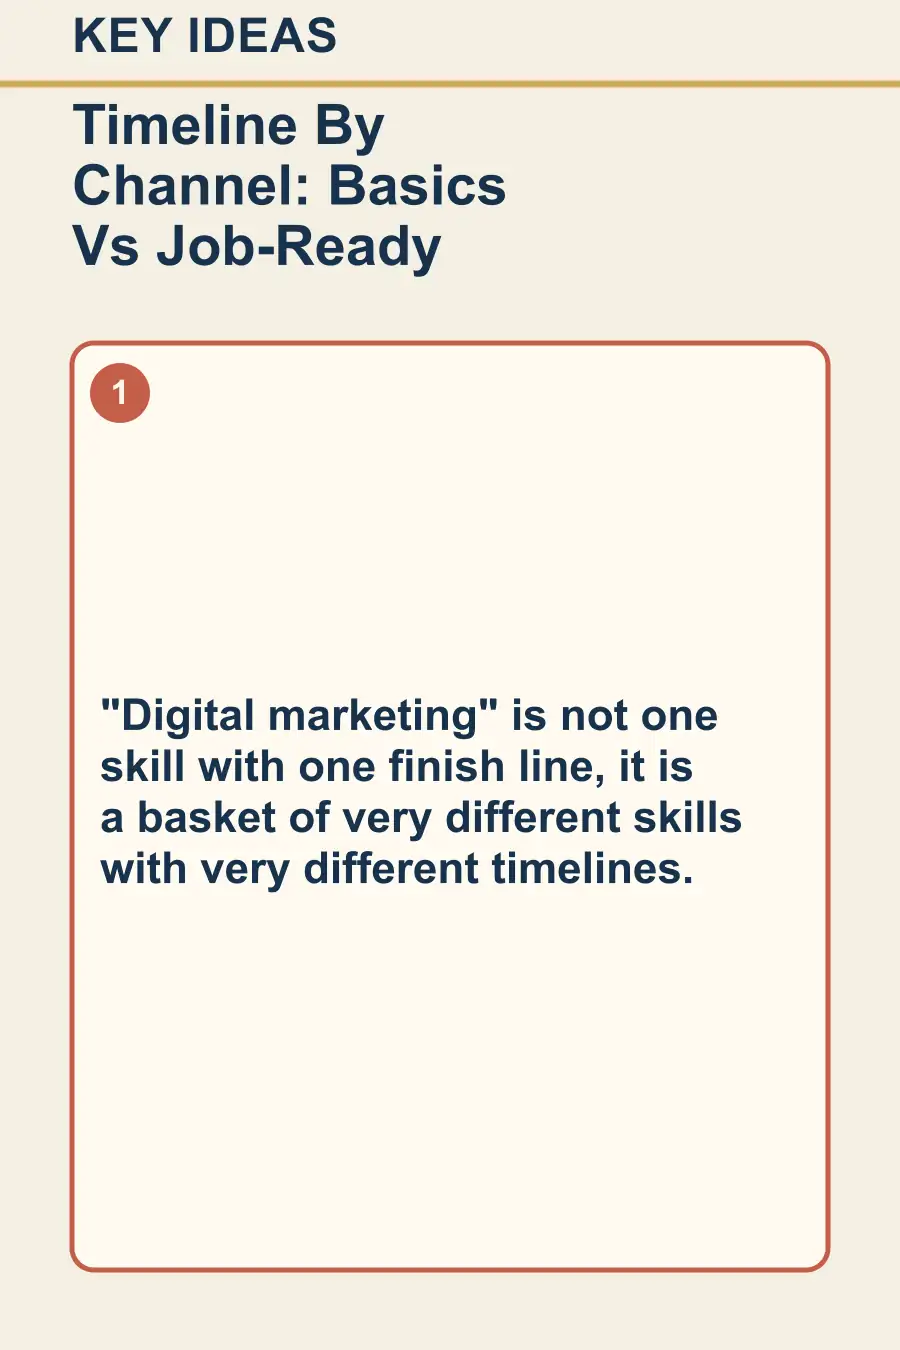 KEY IDEAS
Timeline By
Channel: Basics
Vs Job-Ready
1
"Digital marketing" is not one
skill with one finish line, it is
a basket of very different skills
with very different timelines.